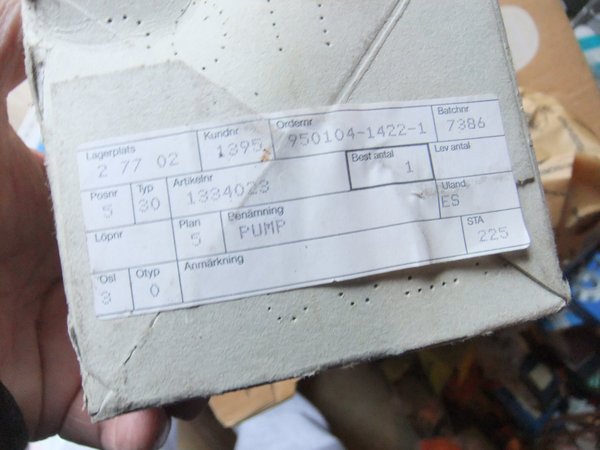 Lagerplats Kundnr Ordernr Batchnr
2 77 02 1395 950104-1422-1 7386
Posnr Typ Artikelnr Best antal Lev antal
5 30 1334023 1
Löpnr Plan Benämning Uland
5 PUMP ES
Osl Otyp Anmärkning STA
3 0 225